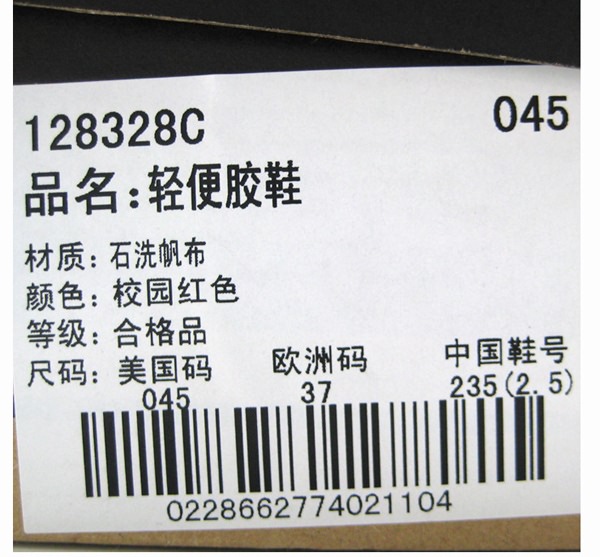 128328C 045
品名:轻便胶鞋
材质:石洗帆布
颜色:校园红色
等级:合格品
尺码:美国码 欧洲码 中国鞋号
045 37 235(2.5)
02286627740211​04